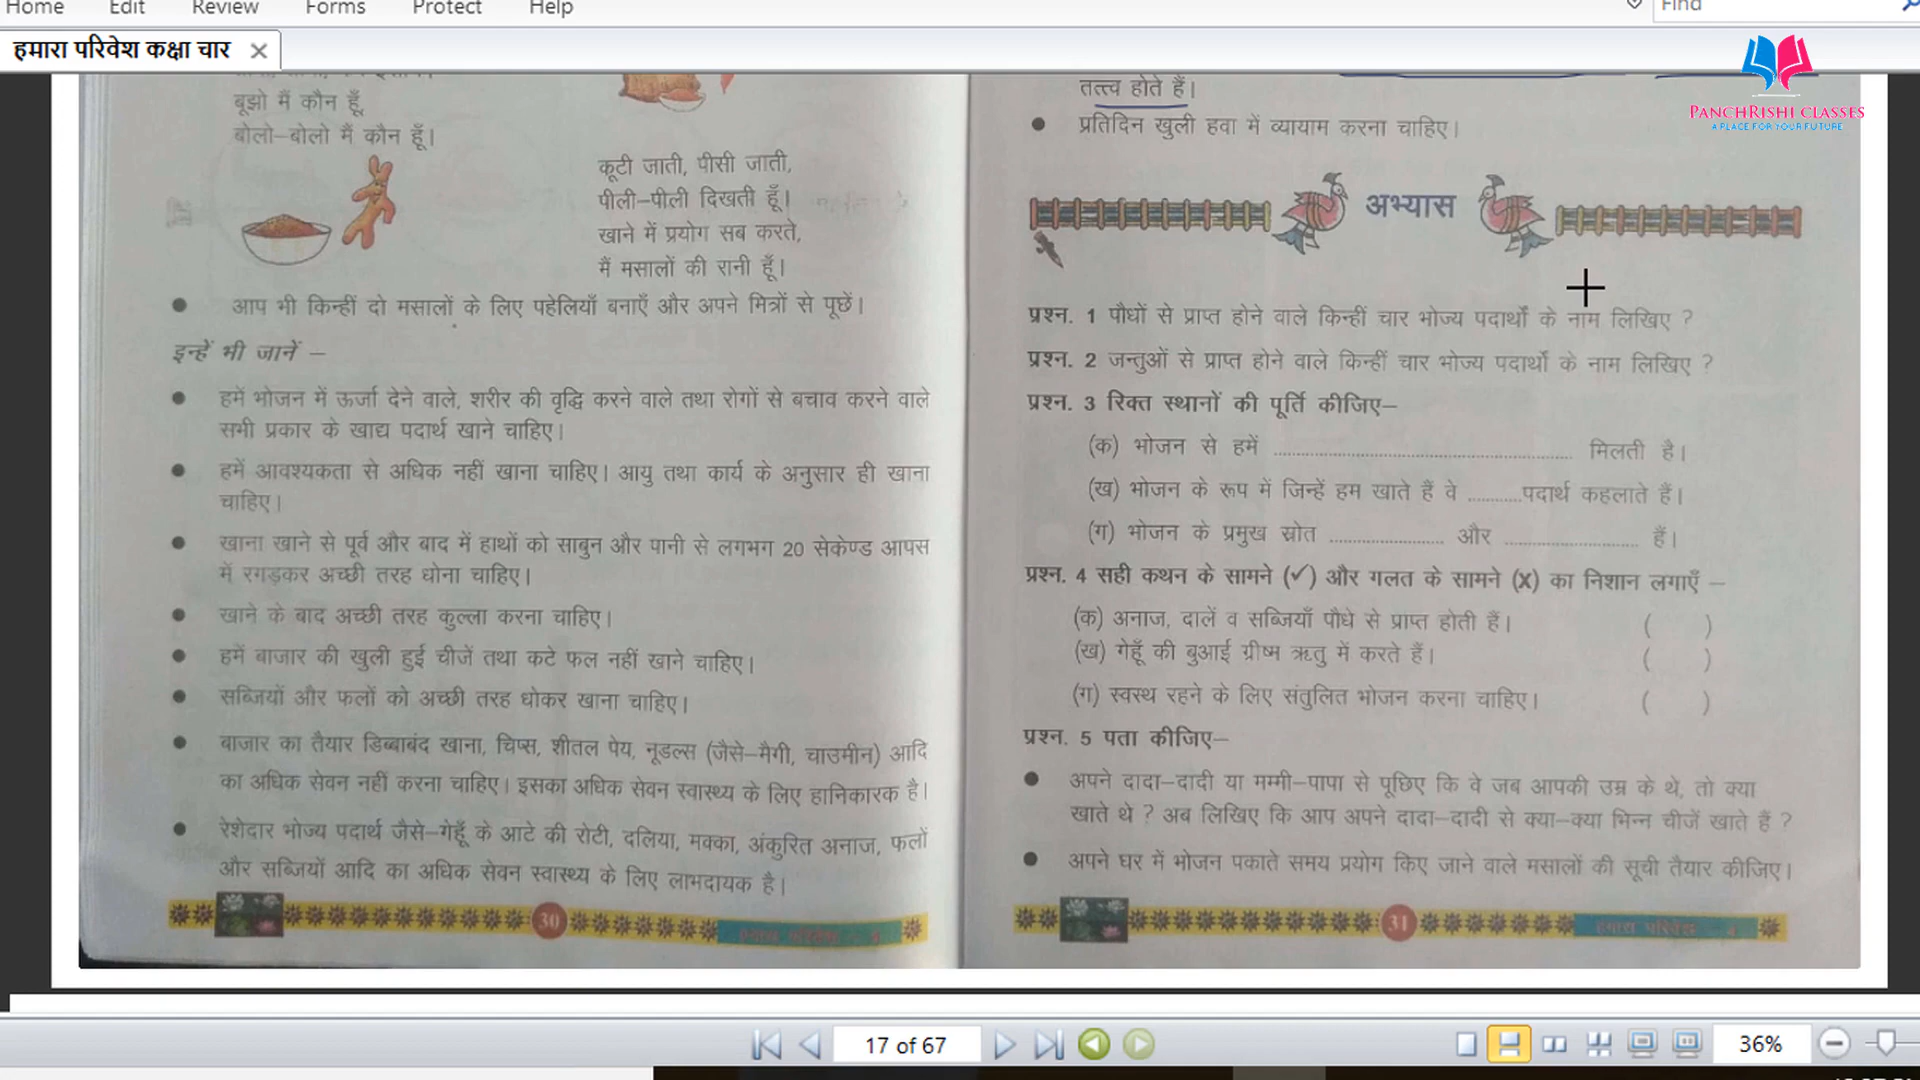 Home Edit Review Forms Protect Help
Find
हमारा परिवेश कक्षा चार
PANCHRISHI CLASSES
A PLACE FOR YOUR FUTURE
बूझो मैं कौन हूँ,
बोलो–बोलो मैं कौन हूँ।
कूटी जाती, पीसी जाती,
पीली–पीली दिखती हूँ।
खाने में प्रयोग सब करते,
मैं मसालों की रानी हूँ।
● आप भी किन्हीं दो मसालों के लिए पहेलियाँ बनाएँ और अपने मित्रों से पूछें।
इन्हें भी जानें –
● हमें भोजन में ऊर्जा देने वाले, शरीर की वृद्धि करने वाले तथा रोगों से बचाव करने वाले
सभी प्रकार के खाद्य पदार्थ खाने चाहिए।
● हमें आवश्यकता से अधिक नहीं खाना चाहिए। आयु तथा कार्य के अनुसार ही खाना
चाहिए।
● खाना खाने से पूर्व और बाद में हाथों को साबुन और पानी से लगभग 20 सेकेण्ड आपस
में रगड़कर अच्छी तरह धोना चाहिए।
● खाने के बाद अच्छी तरह कुल्ला करना चाहिए।
● हमें बाजार की खुली हुई चीजें तथा कटे फल नहीं खाने चाहिए।
● सब्जियों और फलों को अच्छी तरह धोकर खाना चाहिए।
● बाजार का तैयार डिब्बाबंद खाना, चिप्स, शीतल पेय, नूडल्स (जैसे–मैगी, चाउमीन) आदि
का अधिक सेवन नहीं करना चाहिए। इसका अधिक सेवन स्वास्थ्य के लिए हानिकारक है।
● रेशेदार भोज्य पदार्थ जैसे–गेहूँ के आटे की रोटी, दलिया, मक्का, अंकुरित अनाज, फलों
और सब्जियों आदि का अधिक सेवन स्वास्थ्य के लिए लाभदायक है।
30
तत्त्व होते हैं।
● प्रतिदिन खुली हवा में व्यायाम करना चाहिए।
अभ्यास
प्रश्न. 1 पौधों से प्राप्त होने वाले किन्हीं चार भोज्य पदार्थों के नाम लिखिए ?
प्रश्न. 2 जन्तुओं से प्राप्त होने वाले किन्हीं चार भोज्य पदार्थों के नाम लिखिए ?
प्रश्न. 3 रिक्त स्थानों की पूर्ति कीजिए–
(क) भोजन से हमें .................................................. मिलती है।
(ख) भोजन के रूप में जिन्हें हम खाते हैं वे ..........पदार्थ कहलाते हैं।
(ग) भोजन के प्रमुख स्रोत ...................... और ......................... हैं।
प्रश्न. 4 सही कथन के सामने (✓) और गलत के सामने (X) का निशान लगाएँ –
(क) अनाज, दालें व सब्जियाँ पौधे से प्राप्त होती हैं। ( )
(ख) गेहूँ की बुआई ग्रीष्म ऋतु में करते हैं। ( )
(ग) स्वस्थ रहने के लिए संतुलित भोजन करना चाहिए। ( )
प्रश्न. 5 पता कीजिए–
● अपने दादा–दादी या मम्मी–पापा से पूछिए कि वे जब आपकी उम्र के थे, तो क्या
खाते थे ? अब लिखिए कि आप अपने दादा–दादी से क्या–क्या भिन्न चीजें खाते हैं ?
● अपने घर में भोजन पकाते समय प्रयोग किए जाने वाले मसालों की सूची तैयार कीजिए।
31 हमारा परिवेश – 4
17 of 67
36%